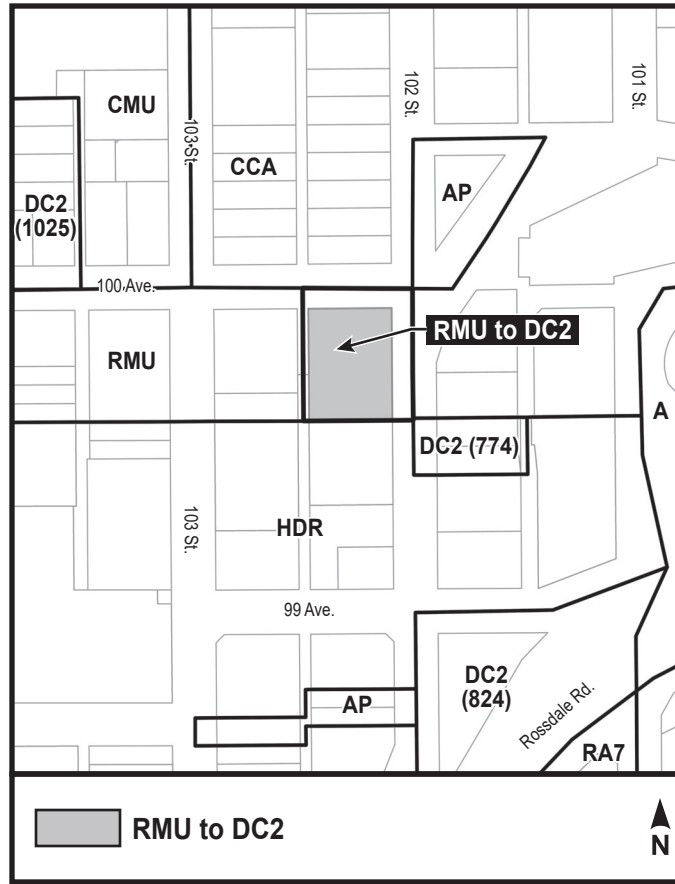 102 St.
101 St.
CMU
103 St.
CCA
AP
DC2
(1025)
100 Ave.
RMU to DC2
RMU
A
DC2 (774)
103 St.
HDR
99 Ave.
DC2
(824)
AP
Rossdale Rd.
RA7
RMU to DC2
N